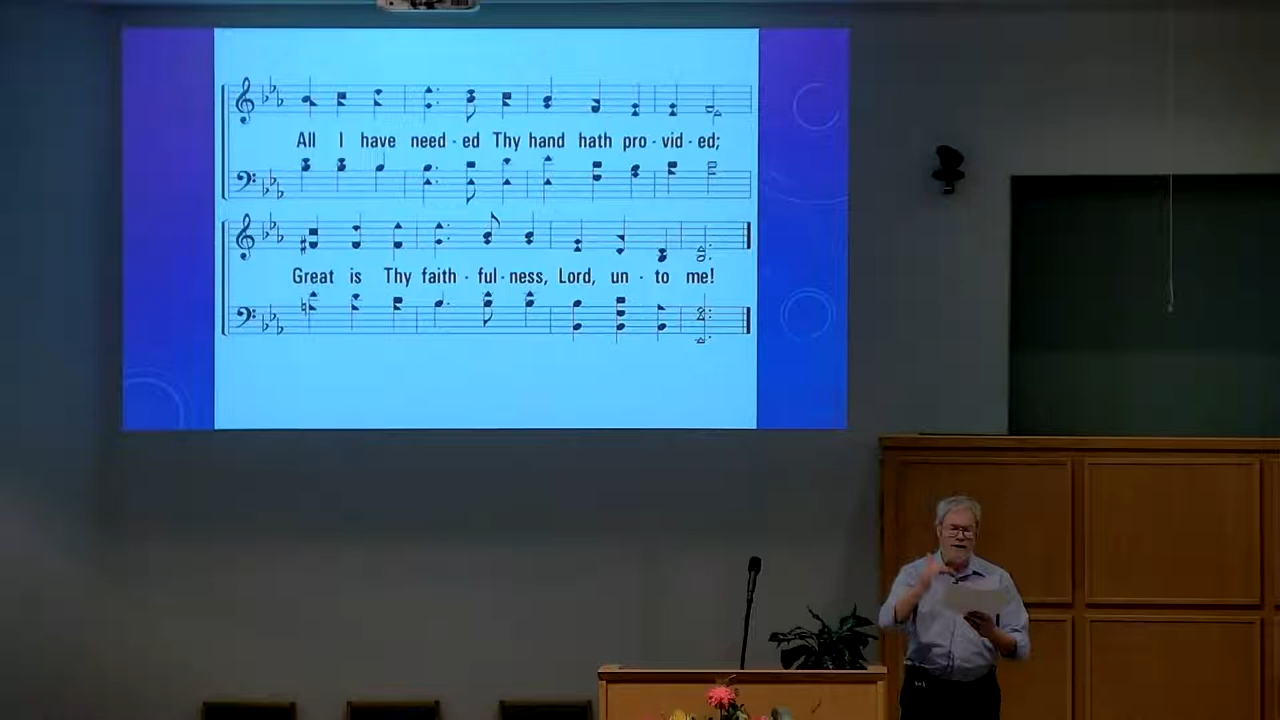 All I have need - ed Thy hand hath pro - vid - ed;
Great is Thy faith - ful - ness, Lord, un - to me!